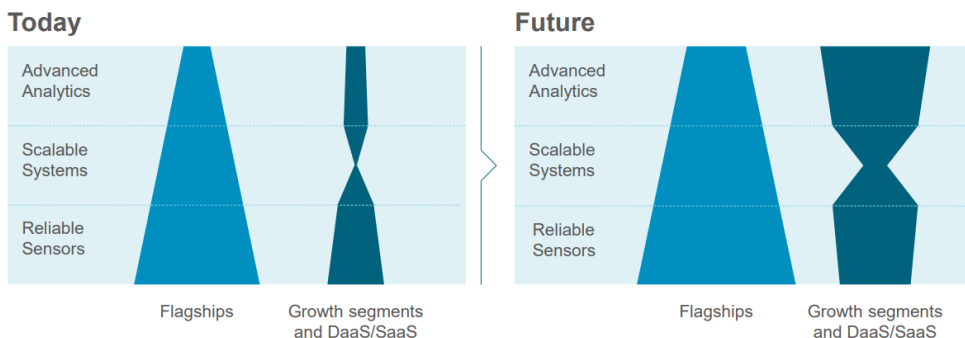 Today
Advanced
Analytics
Scalable
Systems
Reliable
Sensors
Flagships
Growth segments
and DaaS/SaaS
Future
Advanced
Analytics
Scalable
Systems
Reliable
Sensors
Flagships
Growth segments
and DaaS/SaaS